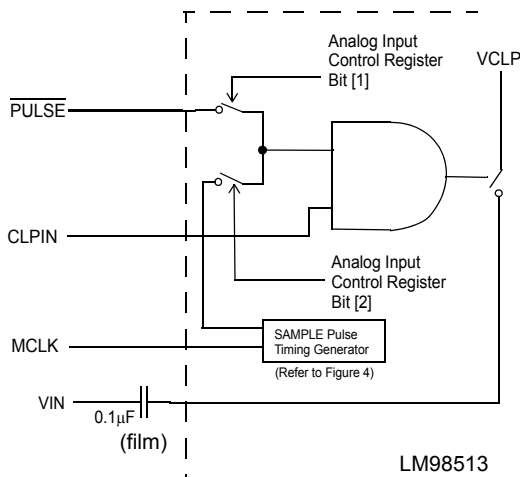 Analog Input
Control Register
Bit [1]
VCLP
PULSE
CLPIN
Analog Input
Control Register
Bit [2]
MCLK
SAMPLE Pulse
Timing Generator
(Refer to Figure 4)
VIN
0.1μF
(film)
LM98513